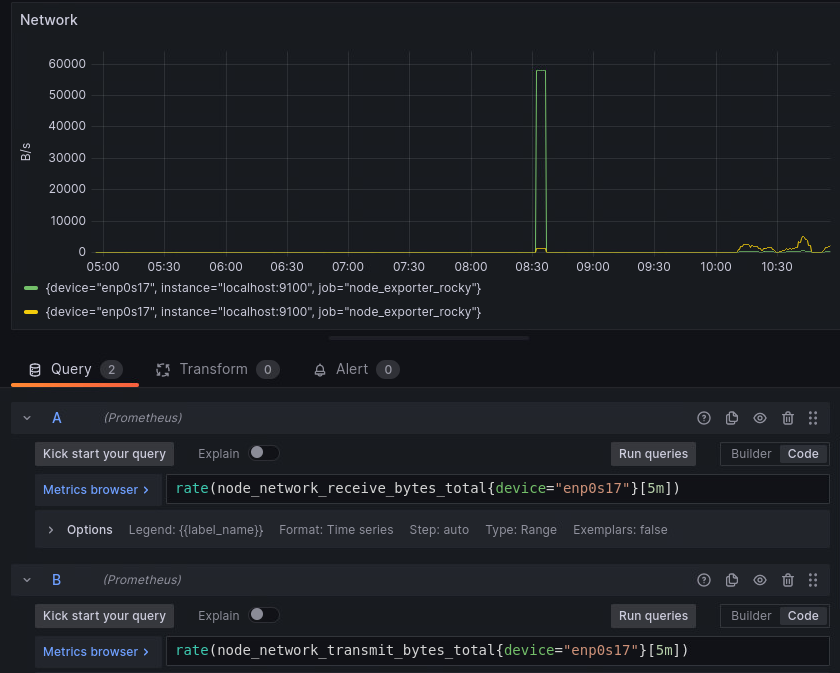 Network
60000
50000
40000
30000
20000
10000
0
B/s
05:00 05:30 06:00 06:30 07:00 07:30 08:00 08:30 09:00 09:30 10:00 10:30
{device="enp0s17", instance="localhost:9100", job="node_exporter_rocky"}
{device="enp0s17", instance="localhost:9100", job="node_exporter_rocky"}
Query 2 Transform 0 Alert 0
A (Prometheus)
Kick start your query Explain Run queries Builder Code
Metrics browser > rate(node_network_receive_bytes_total{device="enp0s17"}[5m])
> Options Legend: {{label_name}} Format: Time series Step: auto Type: Range Exemplars: false
B (Prometheus)
Kick start your query Explain Run queries Builder Code
Metrics browser > rate(node_network_transmit_bytes_total{device="enp0s17"}[5m])